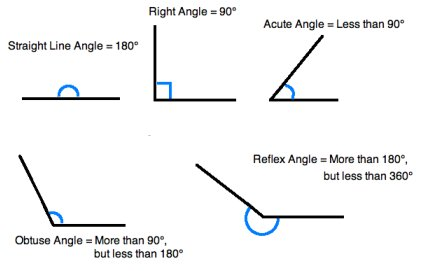 Right Angle = 90°
Acute Angle = Less than 90°
Straight Line Angle = 180°
Reflex Angle = More than 180°,
but less than 360°
Obtuse Angle = More than 90°,
but less than 180°